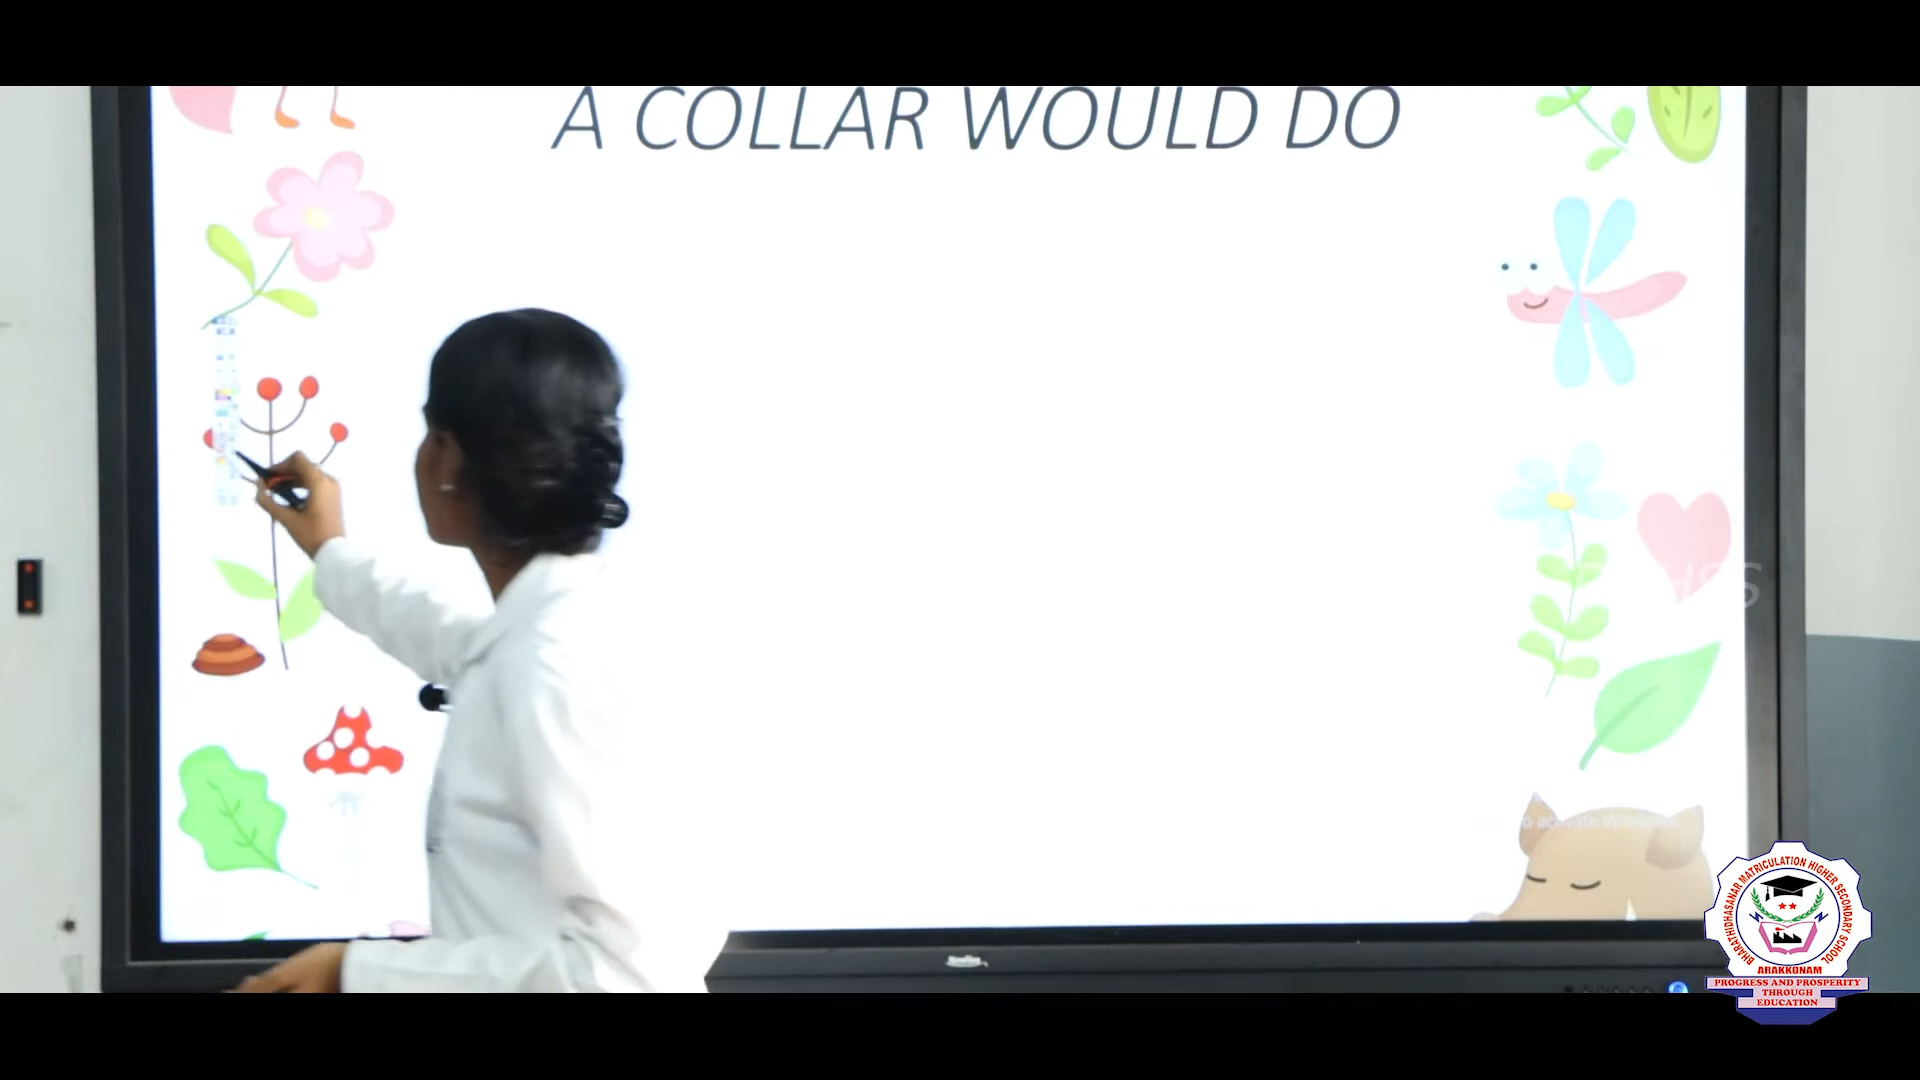 A COLLAR WOULD DO
BHARATHIDHASANAR MATRICULATION HIGHER SECONDARY SCHOOL
ARAKKONAM
PROGRESS AND PROSPERITY
THROUGH
EDUCATION